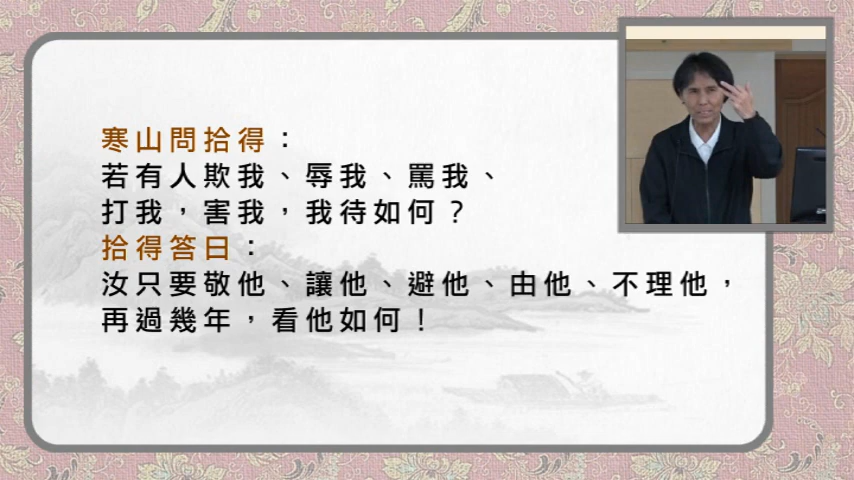 寒山問拾得：
若有人欺我、辱我、罵我、
打我，害我，我待如何？
拾得答曰：
汝只要敬他、讓他、避他、由他、不理他，
再過幾年，看他如何！